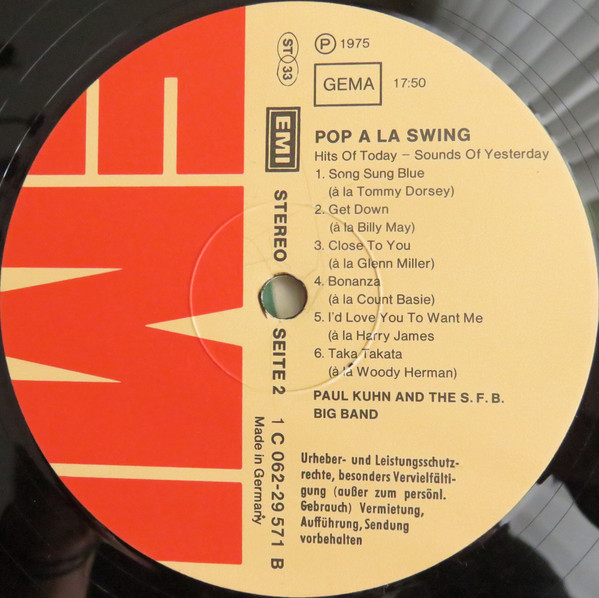 EMI
ST 33
Ⓟ 1975
GEMA 17:50
EMI
STEREO SEITE 2 1 C 062-29 571 B
Made in Germany
POP A LA SWING
Hits Of Today – Sounds Of Yesterday
1. Song Sung Blue
(à la Tommy Dorsey)
2. Get Down
(à la Billy May)
3. Close To You
(à la Glenn Miller)
4. Bonanza
(à la Count Basie)
5. I'd Love You To Want Me
(à la Harry James
6. Taka Takata
(à la Woody Herman)
PAUL KUHN AND THE S. F. B.
BIG BAND
Urheber- und Leistungsschutz-
rechte, besonders Vervielfälti-
gung (außer zum persönl.
Gebrauch) Vermietung,
Aufführung, Sendung
vorbehalten